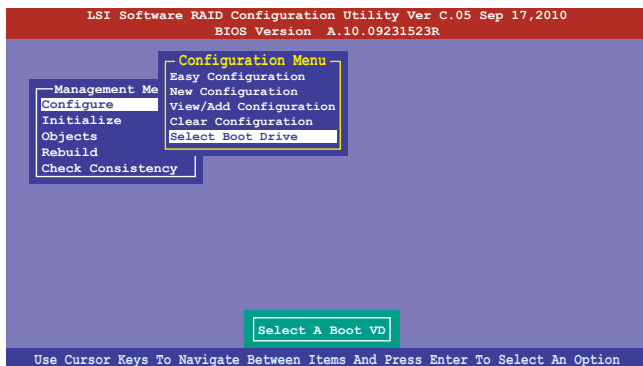 LSI Software RAID Configuration Utility Ver C.05 Sep 17,2010
BIOS Version A.10.09231523R
Configuration Menu
Easy Configuration
New Configuration
View/Add Configuration
Clear Configuration
Select Boot Drive
Management Me
Configure
Initialize
Objects
Rebuild
Check Consistency
Select A Boot VD
Use Cursor Keys To Navigate Between Items And Press Enter To Select An Option